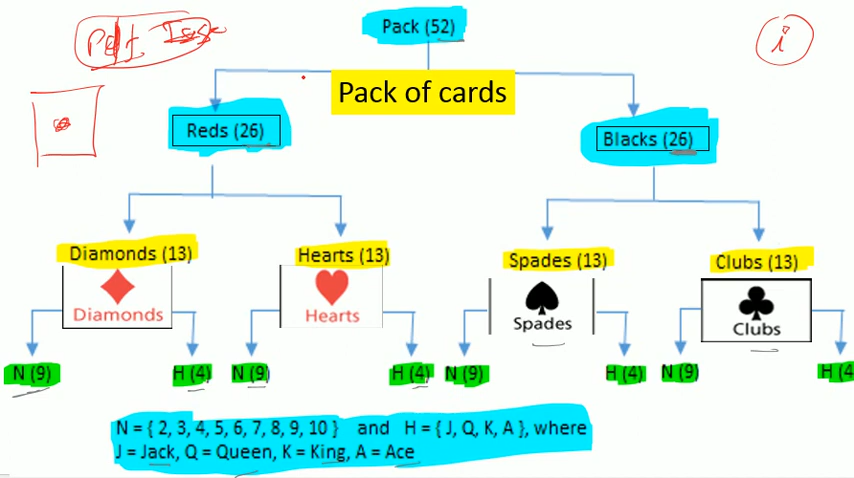 Pack (52)
i
Pack of cards
Reds (26)
Blacks (26)
Diamonds (13)
Hearts (13)
Spades (13)
Clubs (13)
Diamonds
Hearts
Spades
Clubs
N (9)
H (4)
N (9)
H (4)
N (9)
H (4)
N (9)
H (4
N = { 2, 3, 4, 5, 6, 7, 8, 9, 10 } and H = { J, Q, K, A }, where
J = Jack, Q = Queen, K = King, A = Ace